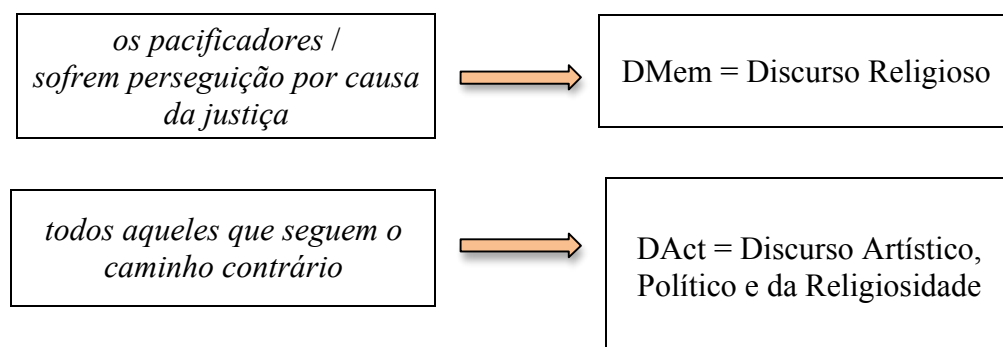 os pacificadores /
sofrem perseguição por causa
da justiça
DMem = Discurso Religioso
todos aqueles que seguem o
caminho contrário
DAct = Discurso Artístico,
Político e da Religiosidade